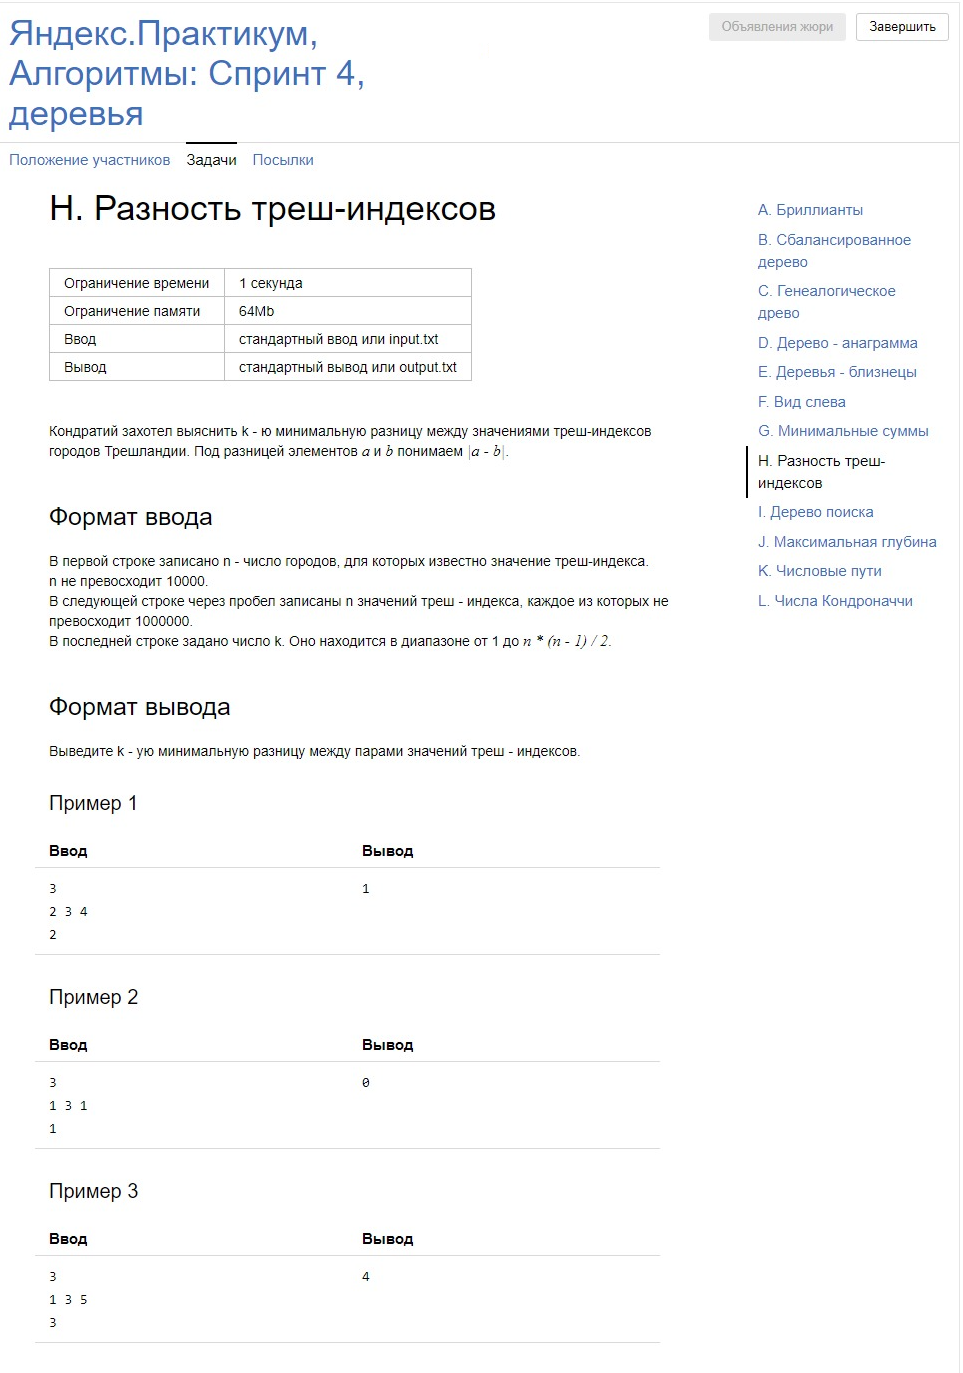 Яндекс.Практикум,
Алгоритмы: Спринт 4,
деревья
Объявления жюри
Завершить
Положение участников Задачи Посылки
H. Разность треш-индексов
Ограничение времени 1 секунда
Ограничение памяти 64Mb
Ввод стандартный ввод или input.txt
Вывод стандартный вывод или output.txt
Кондратий захотел выяснить k - ю минимальную разницу между значениями треш-индексов
городов Трешландии. Под разницей элементов a и b понимаем |a - b|.
Формат ввода
В первой строке записано n - число городов, для которых известно значение треш-индекса.
n не превосходит 10000.
В следующей строке через пробел записаны n значений треш - индекса, каждое из которых не
превосходит 1000000.
В последней строке задано число k. Оно находится в диапазоне от 1 до n * (n - 1) / 2.
Формат вывода
Выведите k - ую минимальную разницу между парами значений треш - индексов.
Пример 1
Ввод Вывод
3 1
2 3 4
2
Пример 2
Ввод Вывод
3 0
1 3 1
1
Пример 3
Ввод Вывод
3 4
1 3 5
3
A. Бриллианты
B. Сбалансированное
дерево
C. Генеалогическое
древо
D. Дерево - анаграмма
E. Деревья - близнецы
F. Вид слева
G. Минимальные суммы
H. Разность треш-
индексов
I. Дерево поиска
J. Максимальная глубина
K. Числовые пути
L. Числа Кондроначчи